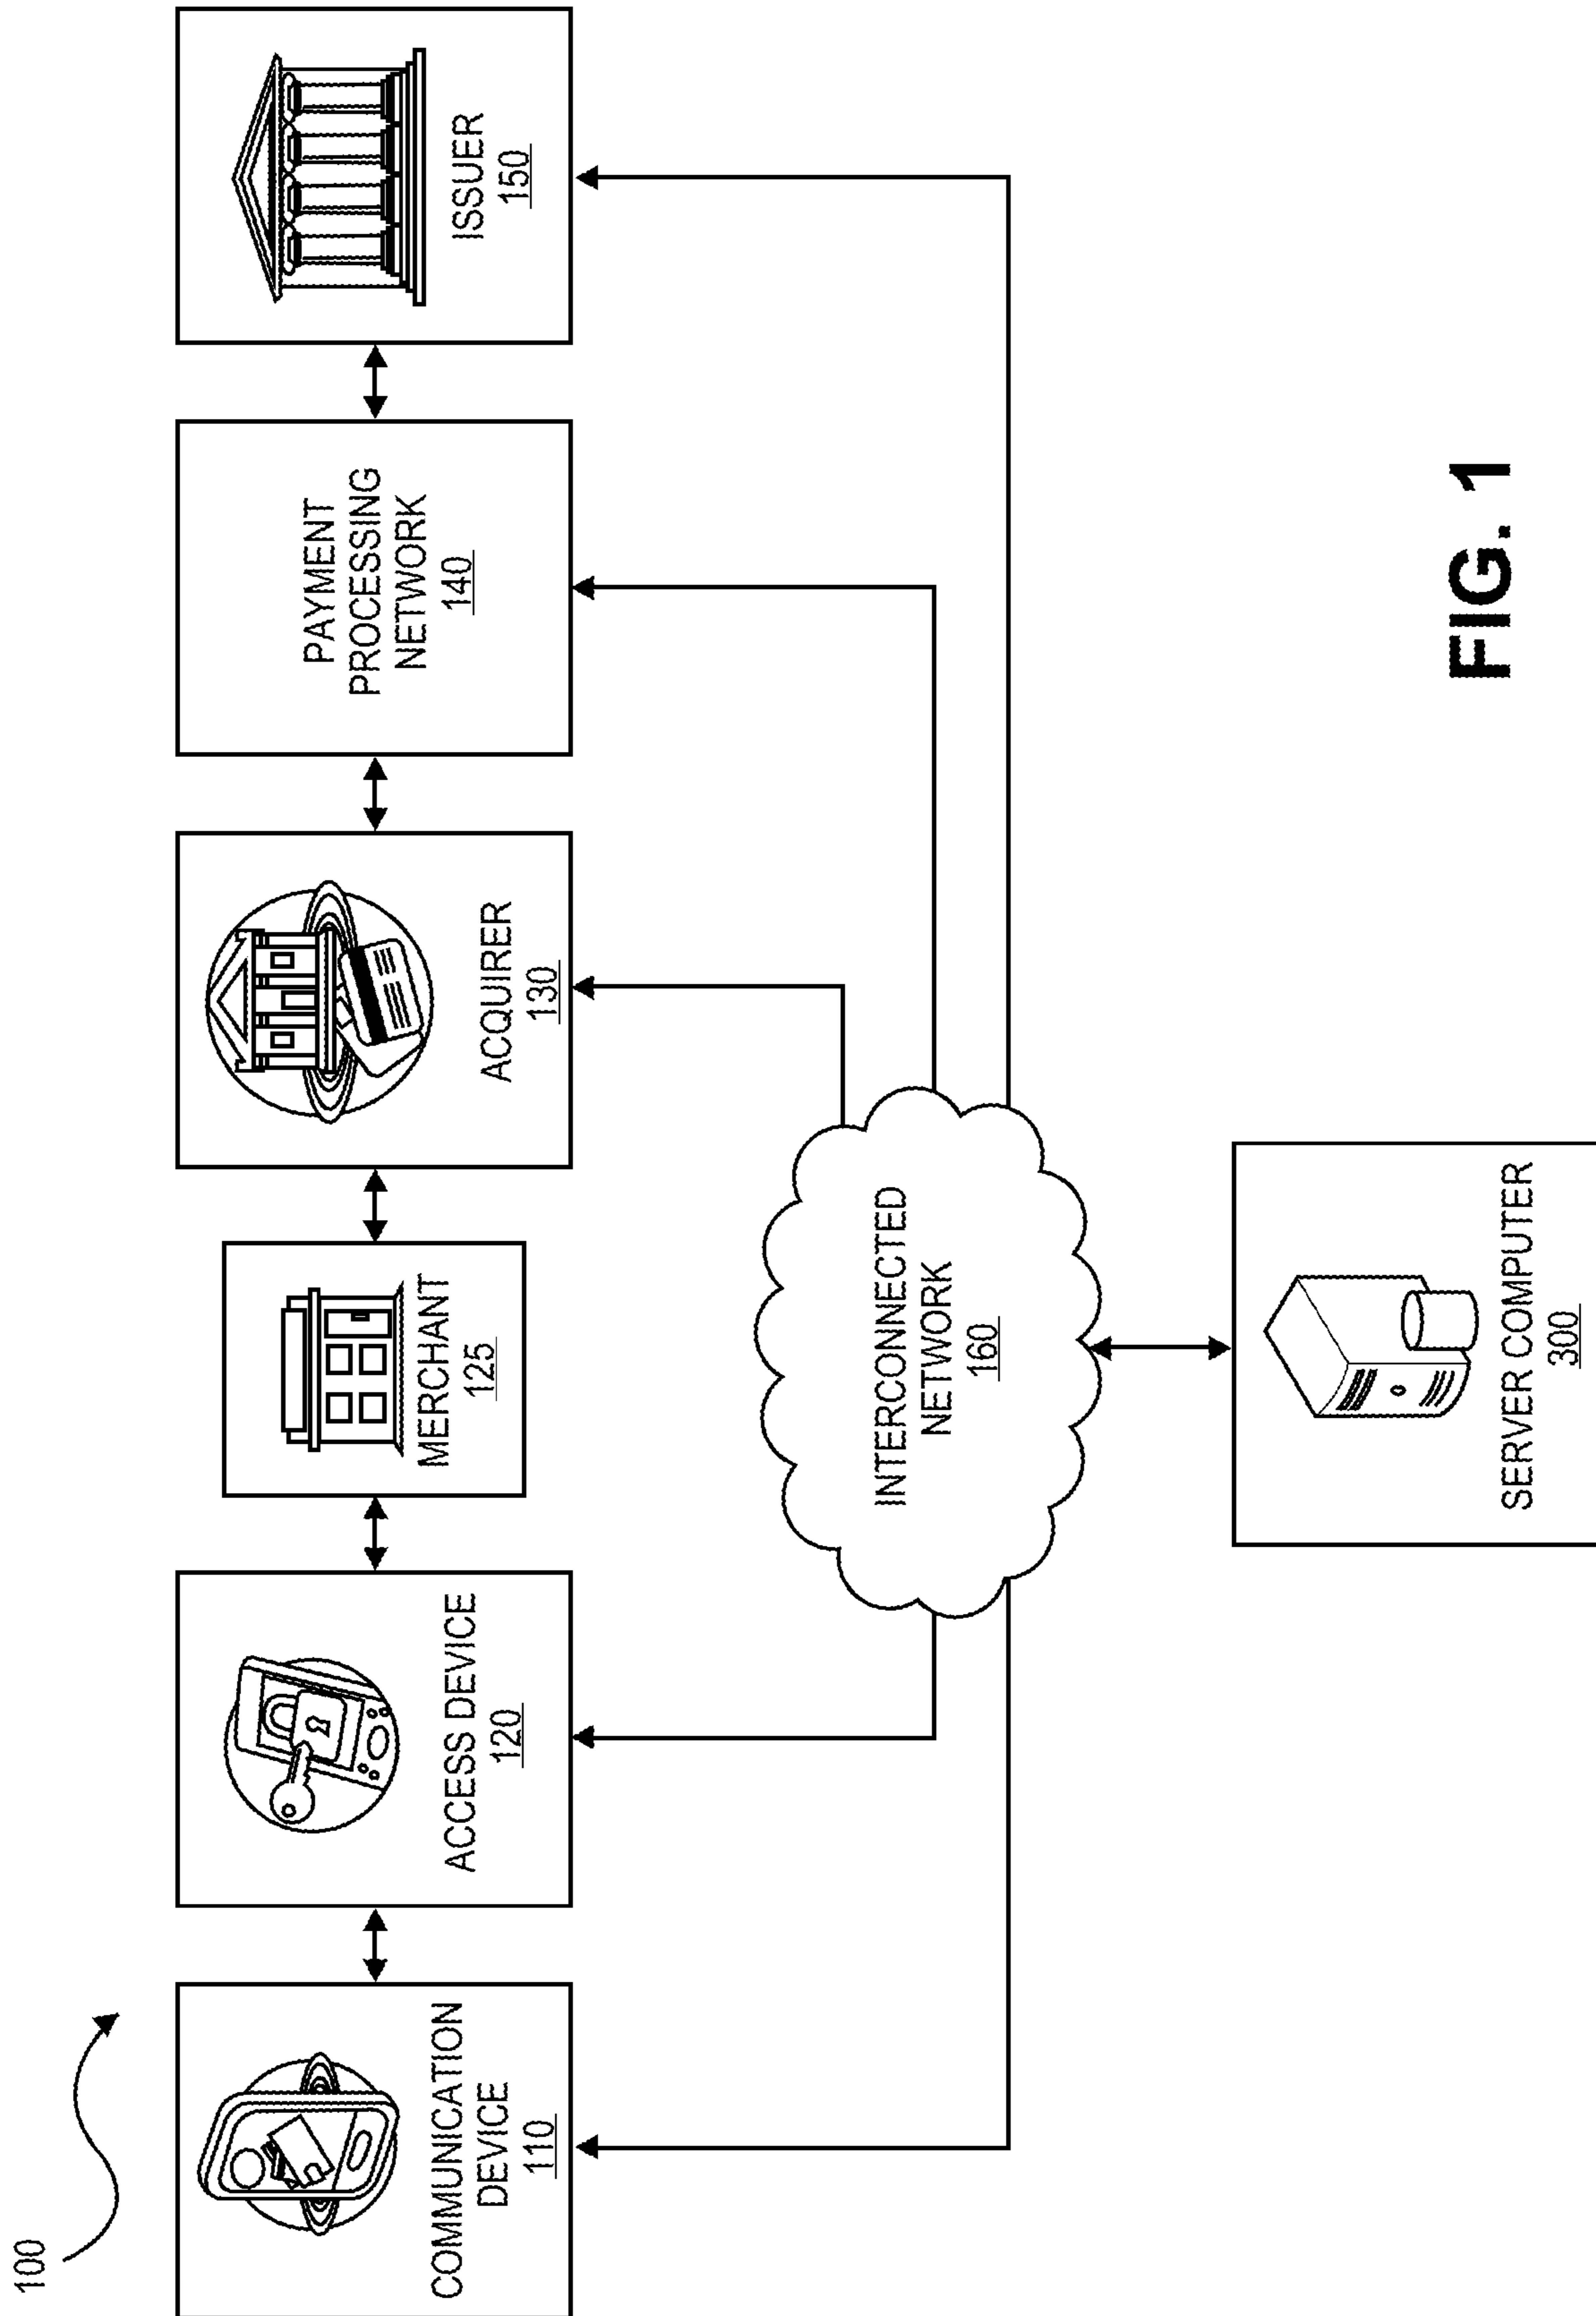 100
COMMUNICATION
DEVICE
110
ACCESS DEVICE
120
MERCHANT
125
ACQUIRER
130
PAYMENT
PROCESSING
NETWORK
140
ISSUER
150
INTERCONNECTED
NETWORK
160
SERVER COMPUTER
300
FIG. 1